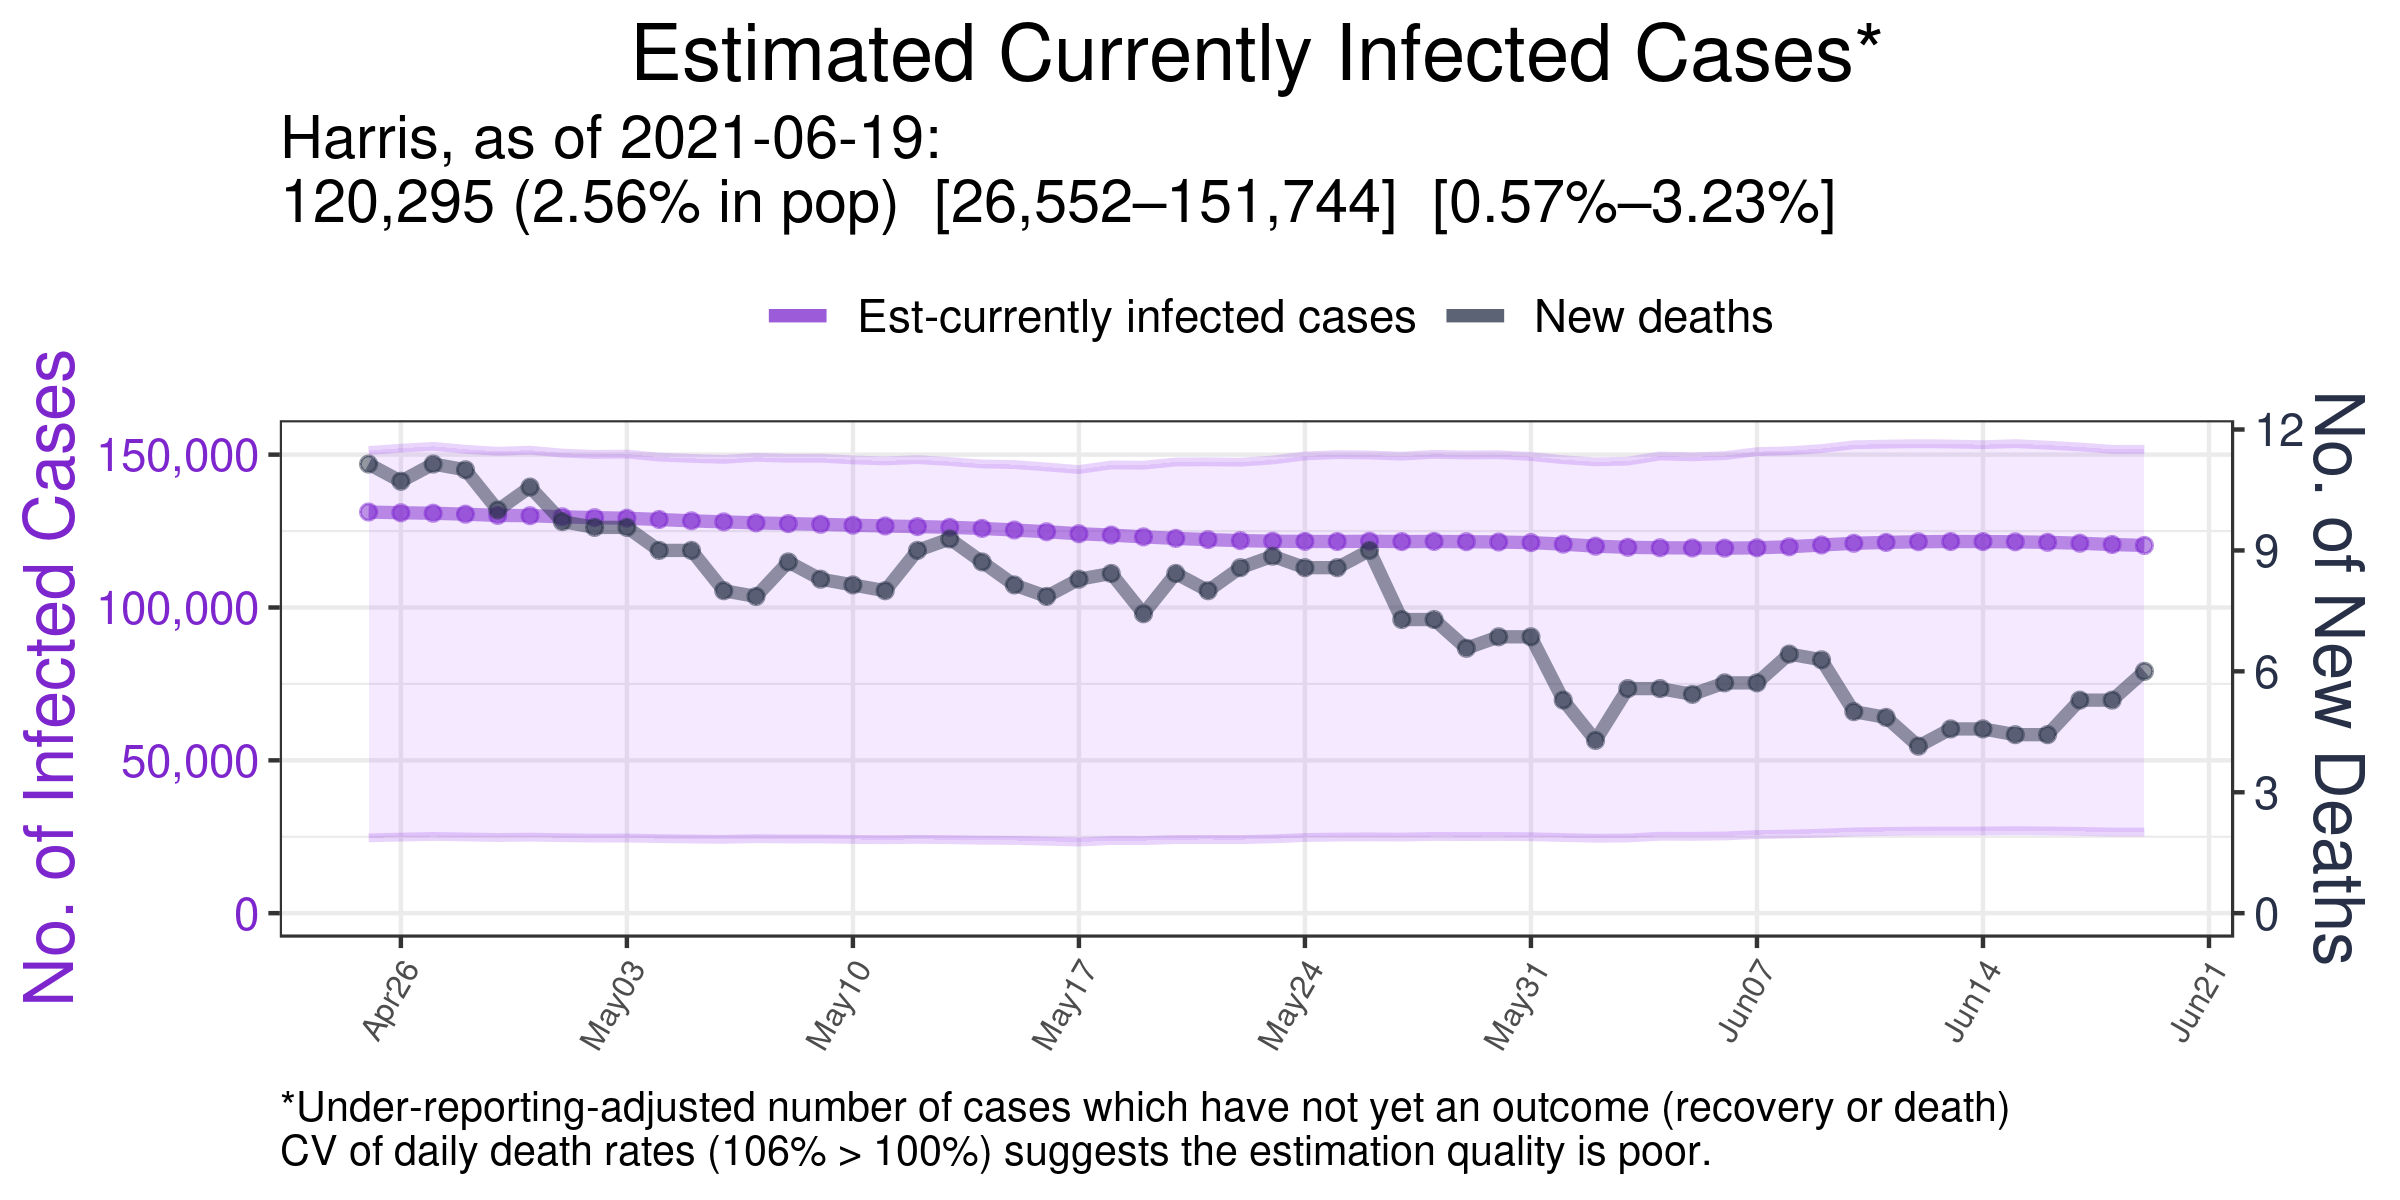 Estimated Currently Infected Cases*
Harris, as of 2021-06-19:
120,295 (2.56% in pop) [26,552–151,744] [0.57%–3.23%]
Est-currently infected cases
New deaths
No. of Infected Cases
150,000
100,000
50,000
0
12
9
6
3
0
No. of New Deaths
Apr26
May03
May10
May17
May24
May31
Jun07
Jun14
Jun21
*Under-reporting-adjusted number of cases which have not yet an outcome (recovery or death)
CV of daily death rates (106% > 100%) suggests the estimation quality is poor.